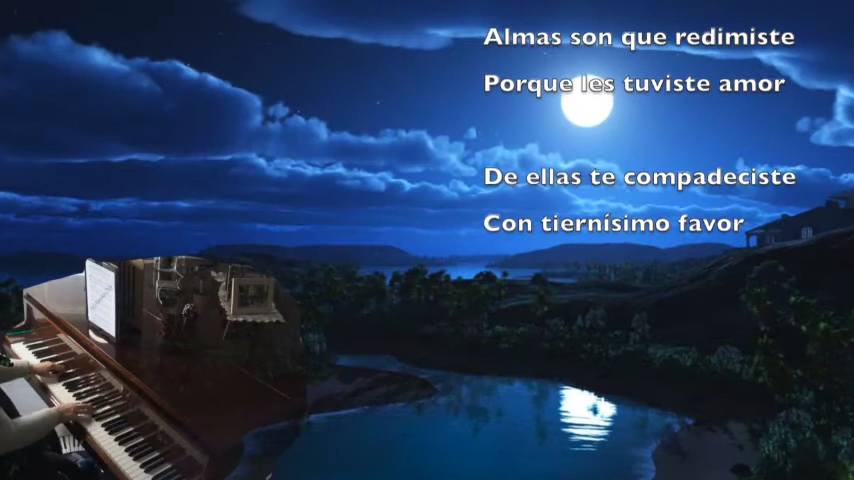 Almas son que redimiste
Porque les tuviste amor
De ellas te compadeciste
Con tiernísimo favor